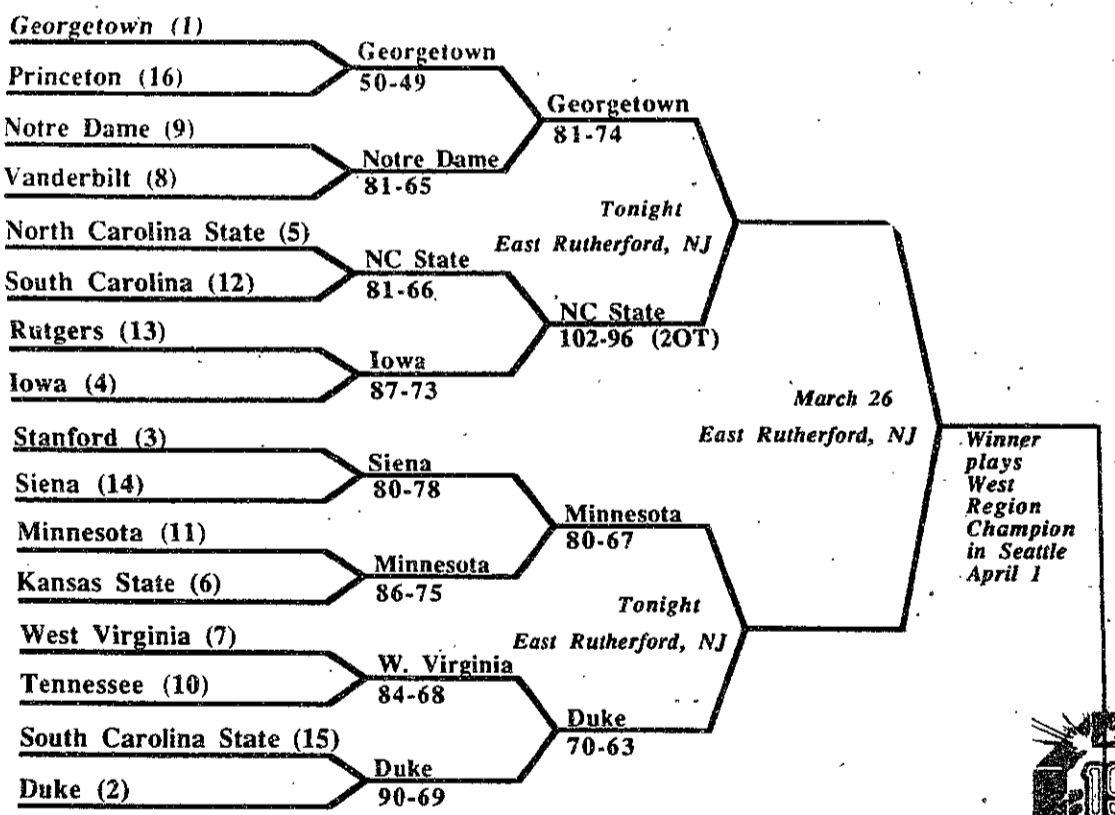 Georgetown (1)
Princeton (16)
Notre Dame (9)
Vanderbilt (8)
North Carolina State (5)
South Carolina (12)
Rutgers (13)
Iowa (4)
Stanford (3)
Siena (14)
Minnesota (11)
Kansas State (6)
West Virginia (7)
Tennessee (10)
South Carolina State (15)
Duke (2)
Georgetown
50-49
Notre Dame
81-65
NC State
81-66
Iowa
87-73
Siena
80-78
Minnesota
86-75
W. Virginia
84-68
Duke
90-69
Georgetown
81-74
NC State
102-96 (2OT)
Minnesota
80-67
Duke
70-63
Tonight
East Rutherford, NJ
Tonight
East Rutherford, NJ
March 26
East Rutherford, NJ
Winner
plays
West
Region
Champion
in Seattle
April 1